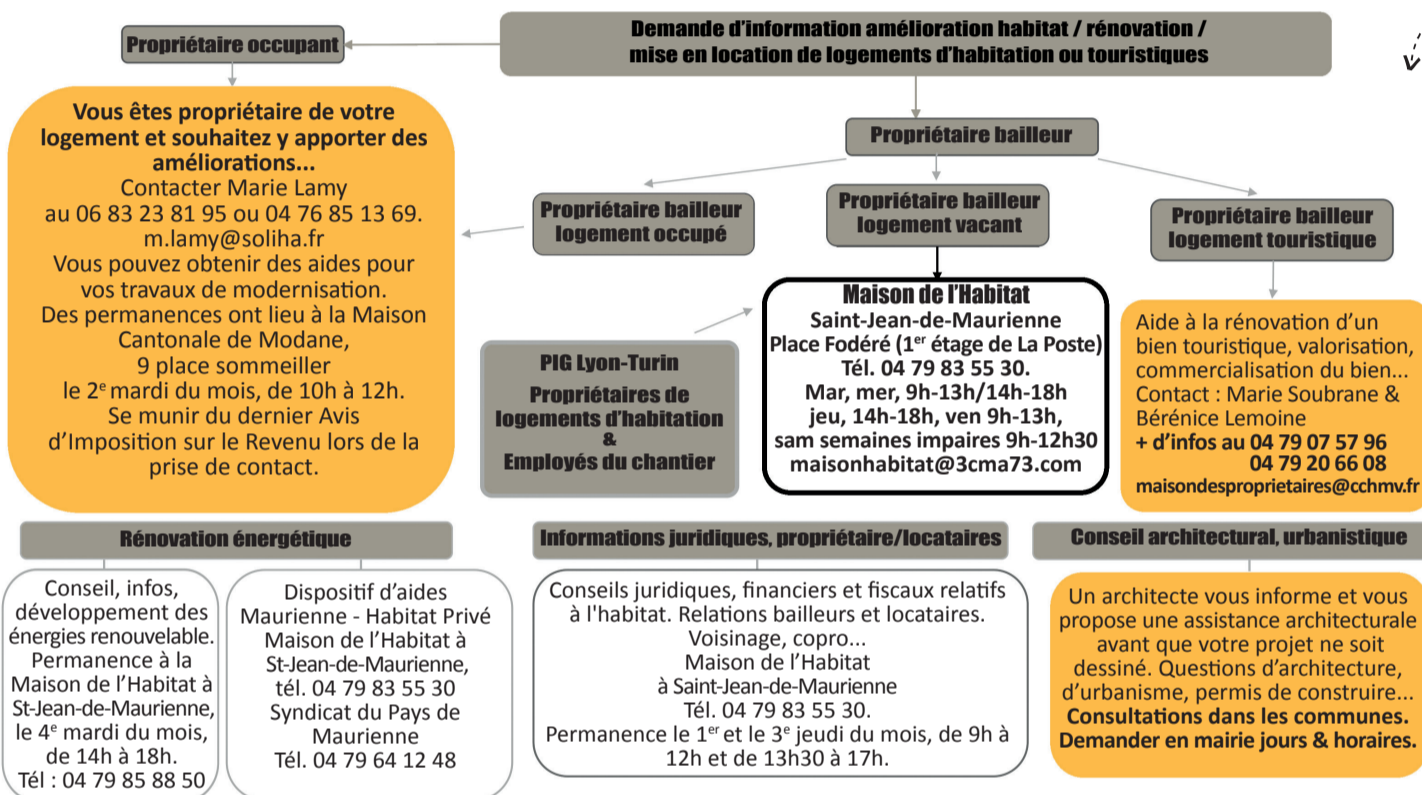 Demande d’information amélioration habitat / rénovation /
mise en location de logements d’habitation ou touristiques
Propriétaire occupant
Vous êtes propriétaire de votre
logement et souhaitez y apporter des
améliorations...
Contacter Marie Lamy
au 06 83 23 81 95 ou 04 76 85 13 69.
m.lamy@soliha.fr
Vous pouvez obtenir des aides pour
vos travaux de modernisation.
Des permanences ont lieu à la Maison
Cantonale de Modane,
9 place sommeiller
le 2e mardi du mois, de 10h à 12h.
Se munir du dernier Avis
d’Imposition sur le Revenu lors de la
prise de contact.
Propriétaire bailleur
Propriétaire bailleur
logement occupé
Propriétaire bailleur
logement vacant
Propriétaire bailleur
logement touristique
PIG Lyon-Turin
Propriétaires de
logements d’habitation
&
Employés du chantier
Maison de l’Habitat
Saint-Jean-de-Maurienne
Place Fodéré (1er étage de La Poste)
Tél. 04 79 83 55 30.
Mar, mer, 9h-13h/14h-18h
jeu, 14h-18h, ven 9h-13h,
sam semaines impaires 9h-12h30
maisonhabitat@3cma73.com
Aide à la rénovation d’un
bien touristique, valorisation,
commercialisation du bien...
Contact : Marie Soubrane &
Bérénice Lemoine
+ d’infos au 04 79 07 57 96
04 79 20 66 08
maisondesproprietaires@cchmv.fr
Rénovation énergétique
Conseil, infos,
développement des
énergies renouvelable.
Permanence à la
Maison de l’Habitat à
St-Jean-de-Maurienne,
le 4e mardi du mois,
de 14h à 18h.
Tél : 04 79 85 88 50
Dispositif d’aides
Maurienne - Habitat Privé
Maison de l’Habitat à
St-Jean-de-Maurienne,
tél. 04 79 83 55 30
Syndicat du Pays de
Maurienne
Tél. 04 79 64 12 48
Informations juridiques, propriétaire/locataires
Conseils juridiques, financiers et fiscaux relatifs
à l'habitat. Relations bailleurs et locataires.
Voisinage, copro...
Maison de l’Habitat
à Saint-Jean-de-Maurienne
Tél. 04 79 83 55 30.
Permanence le 1er et le 3e jeudi du mois, de 9h à
12h et de 13h30 à 17h.
Conseil architectural, urbanistique
Un architecte vous informe et vous
propose une assistance architecturale
avant que votre projet ne soit
dessiné. Questions d’architecture,
d’urbanisme, permis de construire...
Consultations dans les communes.
Demander en mairie jours & horaires.